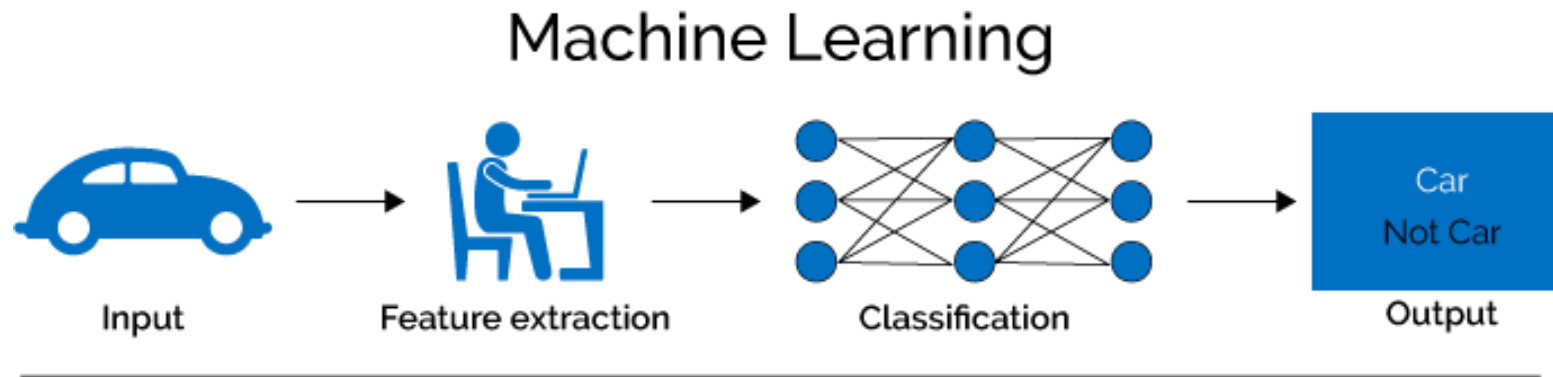 Machine Learning
Car
Not Car
Input
Feature extraction
Classification
Output